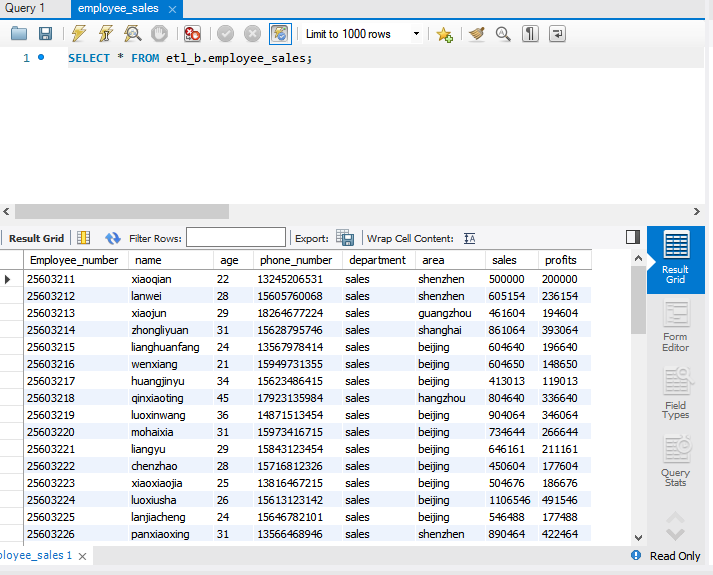 Query 1 employee_sales
Limit to 1000 rows
1 SELECT * FROM etl_b.employee_sales;
Result Grid Filter Rows: Export: Wrap Cell Content:
Employee_number name age phone_number department area sales profits
25603211 xiaoqian 22 13245206531 sales shenzhen 500000 200000
25603212 lanwei 28 15605760068 sales shenzhen 605154 236154
25603213 xiaojun 29 18264677224 sales guangzhou 461604 194604
25603214 zhongliyuan 31 15628795746 sales shanghai 861064 393064
25603215 lianghuanfang 24 13567978414 sales beijing 604640 196640
25603216 wenxiang 21 15949731355 sales beijing 604650 148650
25603217 huangjinyu 34 15623486415 sales beijing 413013 119013
25603218 qinxiaoting 45 17923135984 sales hangzhou 804640 336640
25603219 luoxinwang 36 14871513454 sales beijing 904064 346064
25603220 mohaixia 31 15973416715 sales beijing 734644 266644
25603221 liangyu 29 15843123454 sales beijing 646161 211161
25603222 chenzhao 28 15716812326 sales beijing 450604 177604
25603223 xiaoxiaojia 25 13816467215 sales beijing 504676 186676
25603224 luoxiusha 26 15613123142 sales beijing 1106546 491546
25603225 lanjiacheng 24 15646782101 sales beijing 546488 177488
25603226 panxiaoxing 31 13566468946 sales shenzhen 890464 422464
Result
Grid
Form
Editor
Field
Types
Query
Stats
ployee_sales 1
Read Only